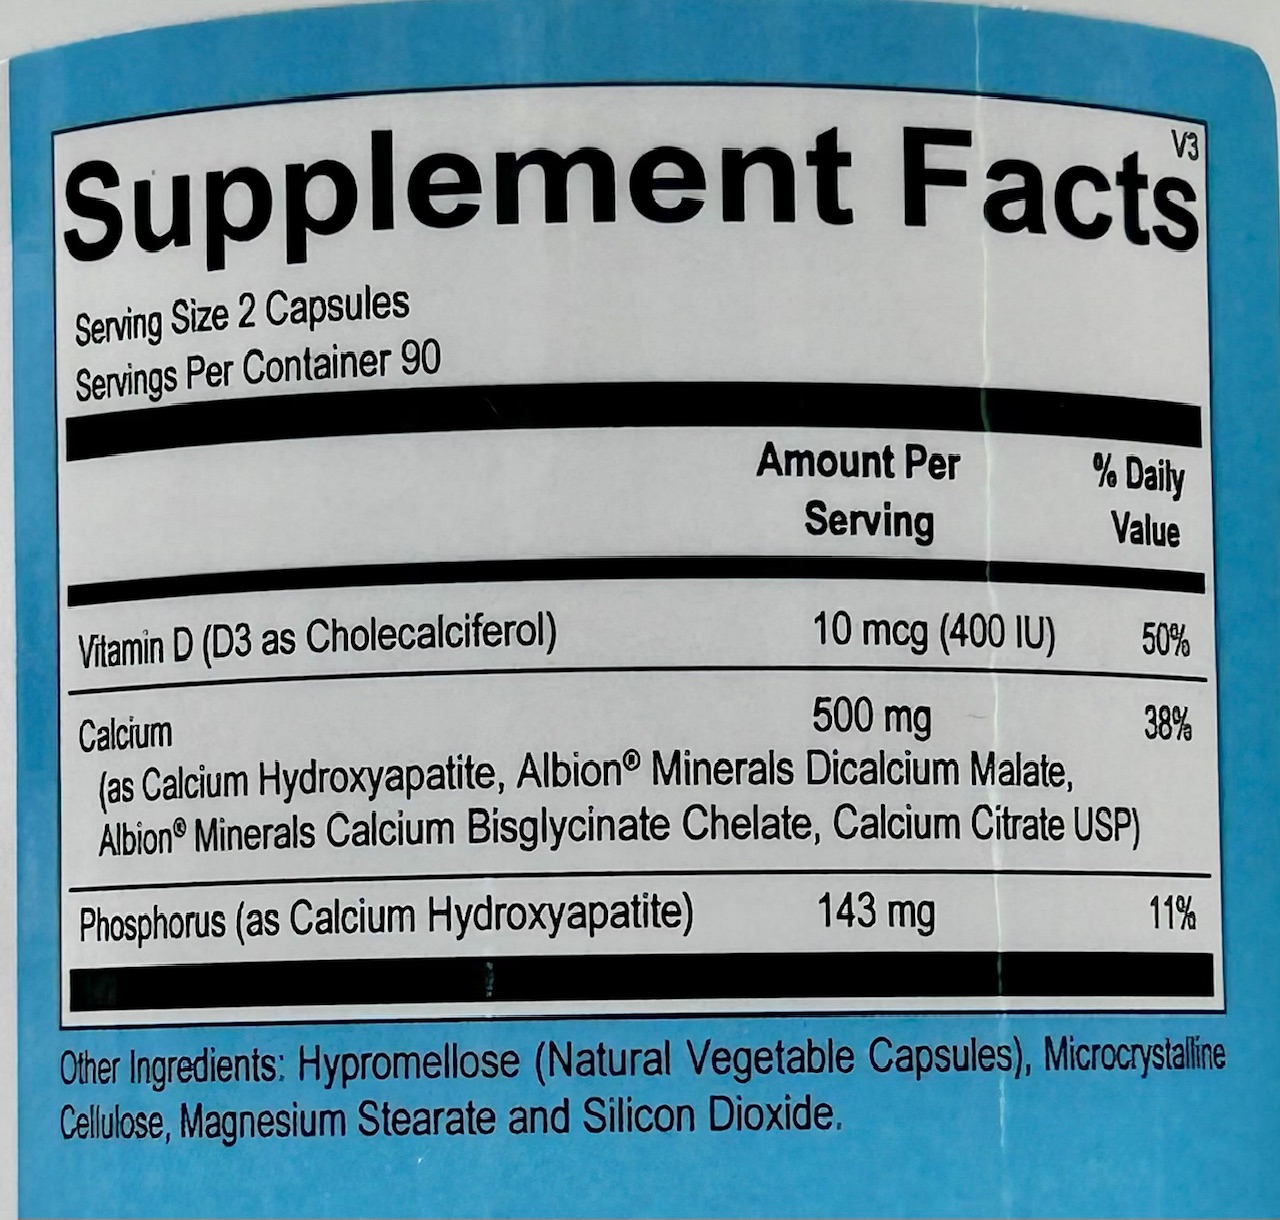 V3
Supplement Facts
Serving Size 2 Capsules
Servings Per Container 90
Amount Per % Daily
Serving Value
Vitamin D (D3 as Cholecalciferol) 10 mcg (400 IU) 50%
Calcium 500 mg 38%
(as Calcium Hydroxyapatite, Albion® Minerals Dicalcium Malate,
Albion® Minerals Calcium Bisglycinate Chelate, Calcium Citrate USP)
Phosphorus (as Calcium Hydroxyapatite) 143 mg 11%
Other Ingredients: Hypromellose (Natural Vegetable Capsules), Microcrystalline
Cellulose, Magnesium Stearate and Silicon Dioxide.